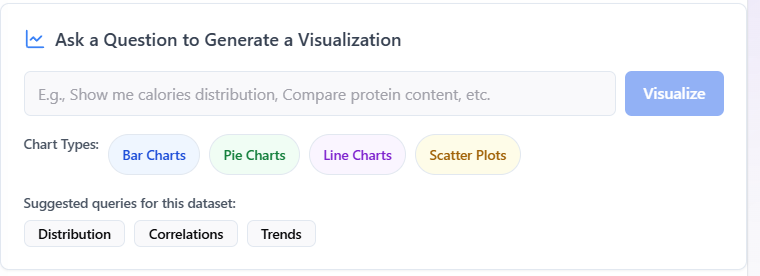 Ask a Question to Generate a Visualization
E.g., Show me calories distribution, Compare protein content, etc.
Visualize
Chart Types:
Bar Charts
Pie Charts
Line Charts
Scatter Plots
Suggested queries for this dataset:
Distribution
Correlations
Trends